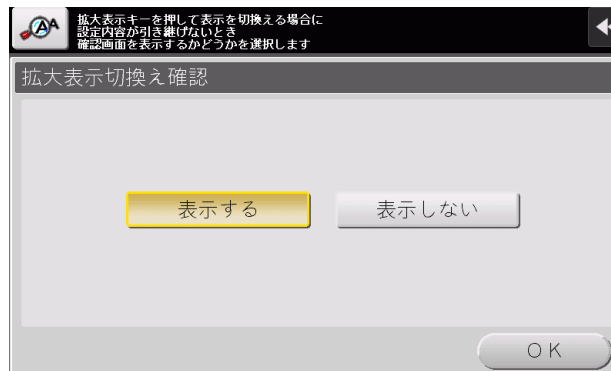 拡大表示キーを押して表示を切換える場合に
設定内容が引き継げないとき
確認画面を表示するかどうかを選択します
拡大表示切換え確認
表示する
表示しない
OK